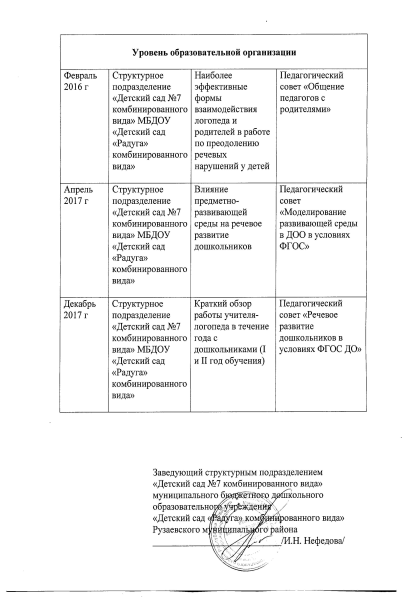 Уровень образовательной организации
Февраль
2016 г
Структурное
подразделение
«Детский сад №7
комбинированного
вида» МБДОУ
«Детский сад
«Радуга»
комбинированного
вида»
Наиболее
эффективные
формы
взаимодействия
логопеда и
родителей в работе
по преодолению
речевых
нарушений у детей
Педагогический
совет «Общение
педагогов с
родителями»
Апрель
2017 г
Структурное
подразделение
«Детский сад №7
комбинированного
вида» МБДОУ
«Детский сад
«Радуга»
комбинированного
вида»
Влияние
предметно-
развивающей
среды на речевое
развитие
дошкольников
Педагогический
совет
«Моделирование
развивающей среды
в ДОО в условиях
ФГОС»
Декабрь
2017 г
Структурное
подразделение
«Детский сад №7
комбинированного
вида» МБДОУ
«Детский сад
«Радуга»
комбинированного
вида»
Краткий обзор
работы учителя-
логопеда в течение
года с
дошкольниками (I
и II год обучения)
Педагогический
совет «Речевое
развитие
дошкольников в
условиях ФГОС ДО»
Заведующий структурным подразделением
«Детский сад №7 комбинированного вида»
муниципального бюджетного дошкольного
образовательного учреждения
«Детский сад «Радуга» комбинированного вида»
Рузаевского муниципального района
/И.Н. Нефедова/